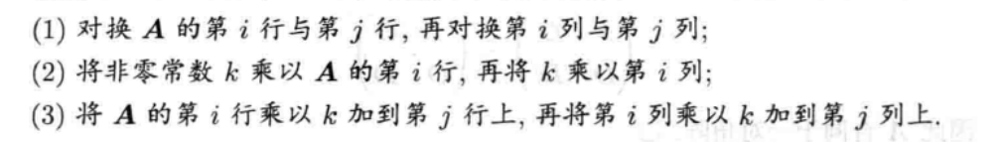 (1) 对换 A 的第 i 行与第 j 行, 再对换第 i 列与第 j 列;
(2) 将非零常数 k 乘以 A 的第 i 行, 再将 k 乘以第 i 列;
(3) 将 A 的第 i 行乘以 k 加到第 j 行上, 再将第 i 列乘以 k 加到第 j 列上.